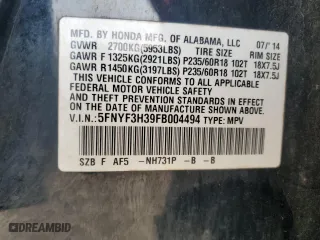 MFD. BY HONDA MFG. OF ALABAMA, LLC 07/'14
GVWR 2700KG(5953LBS) TIRE SIZE RIM SIZE
GAWR F 1325KG(2921LBS) P235/60R18 102T 18X7.5J
GAWR R1450KG(3197LBS) P235/60R18 102T 18X7.5J
THIS VEHICLE CONFORMS TO ALL APPLICABLE
FEDERAL MOTOR VEHICLE SAFETY AND
THEFT PREVENTION STANDARDS IN EFFECT ON THE
DATE OF MANUFACTURE SHOWN ABOVE.
V.I.N.: 5FNYF3H39FB004494 TYPE: MPV
SZB F AF5 -NH731P -B -B